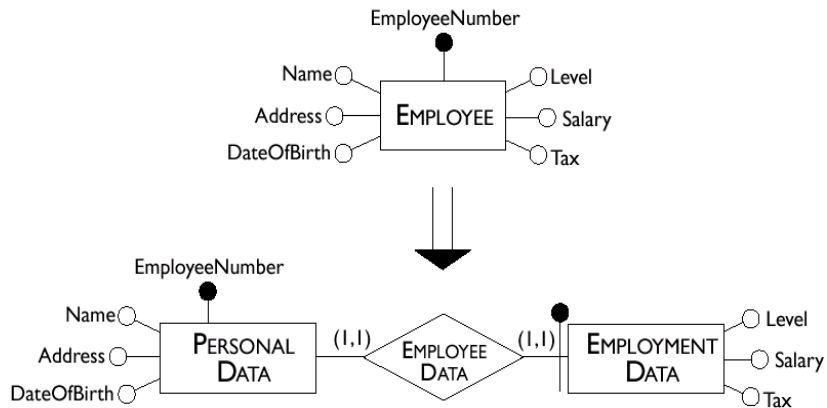 EmployeeNumber
Name
Level
Address
EMPLOYEE
Salary
DateOfBirth
Tax
EmployeeNumber
Name
Level
PERSONAL
DATA
(1,1)
EMPLOYEE
DATA
(1,1)
EMPLOYMENT
DATA
Address
Salary
DateOfBirth
Tax